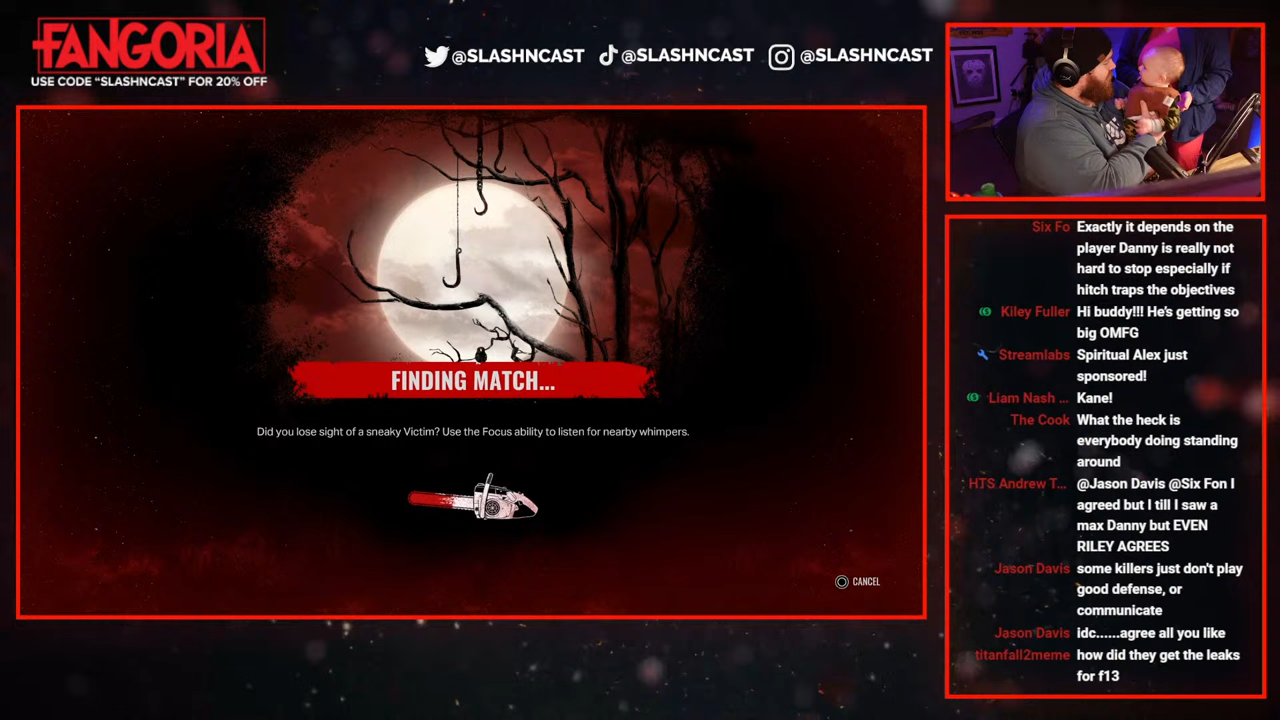 FANGORIA
USE CODE "SLASHNCAST" FOR 20% OFF
@SLASHNCAST @SLASHNCAST @SLASHNCAST
FINDING MATCH...
Did you lose sight of a sneaky Victim? Use the Focus ability to listen for nearby whimpers.
CANCEL
Six Fo Exactly it depends on the
player Danny is really not
hard to stop especially if
hitch traps the objectives
Kiley Fuller Hi buddy!!! He's getting so
big OMFG
Streamlabs Spiritual Alex just
sponsored!
Liam Nash ... Kane!
The Cook What the heck is
everybody doing standing
around
HTS Andrew T... @Jason Davis @Six Fon I
agreed but I till I saw a
max Danny but EVEN
RILEY AGREES
Jason Davis some killers just don't play
good defense, or
communicate
Jason Davis idc......agree all you like
titanfall2meme how did they get the leaks
for f13